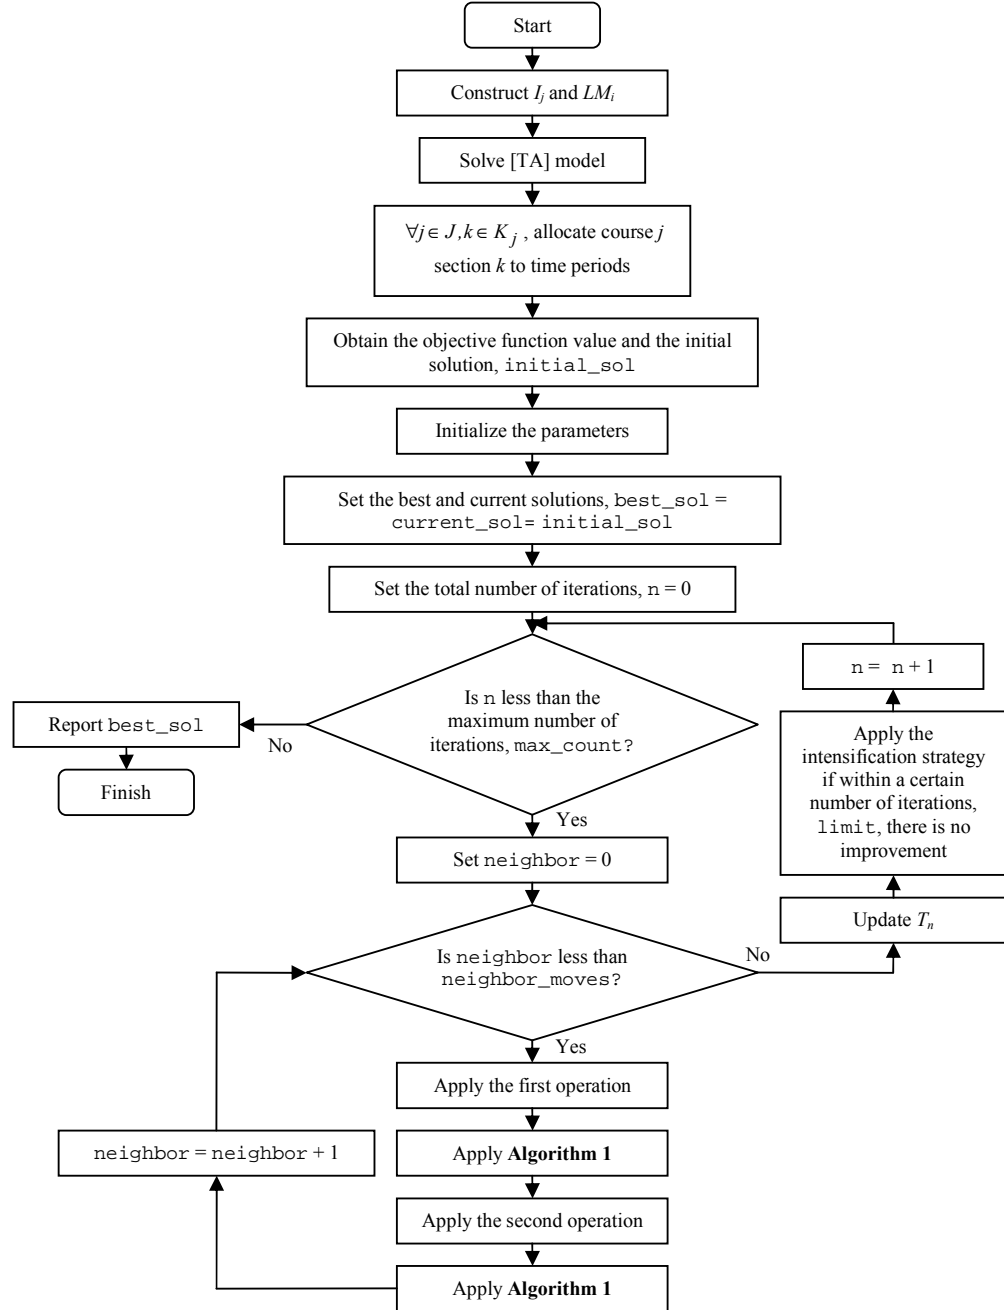 Start
Construct Ij and LMi
Solve [TA] model
∀j ∈ J, k ∈ Kj , allocate course j
section k to time periods
Obtain the objective function value and the initial
solution, initial_sol
Initialize the parameters
Set the best and current solutions, best_sol =
current_sol= initial_sol
Set the total number of iterations, n = 0
Is n less than the
maximum number of
iterations, max_count?
No
Report best_sol
Finish
Yes
Set neighbor = 0
Is neighbor less than
neighbor_moves?
No
Update Tn
Apply the
intensification strategy
if within a certain
number of iterations,
limit, there is no
improvement
n = n + 1
Yes
Apply the first operation
Apply Algorithm 1
Apply the second operation
Apply Algorithm 1
neighbor = neighbor + 1